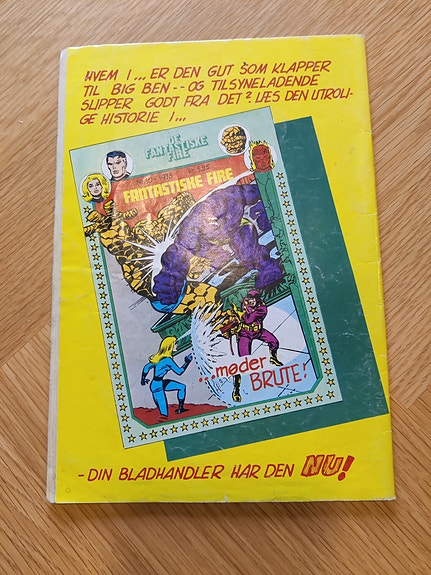 HVEM I... ER DEN GUT SOM KLAPPER
TIL BIG BEN -- OG TILSYNELADENDE
SLIPPER GODT FRA DET? LÆS DEN UTROLI-
GE HISTORIE I...
DE
FANTASTISKE
FIRE
FANTASTISKE FIRE
...møder
BRUTE!
- DIN BLADHANDLER HAR DEN NU!